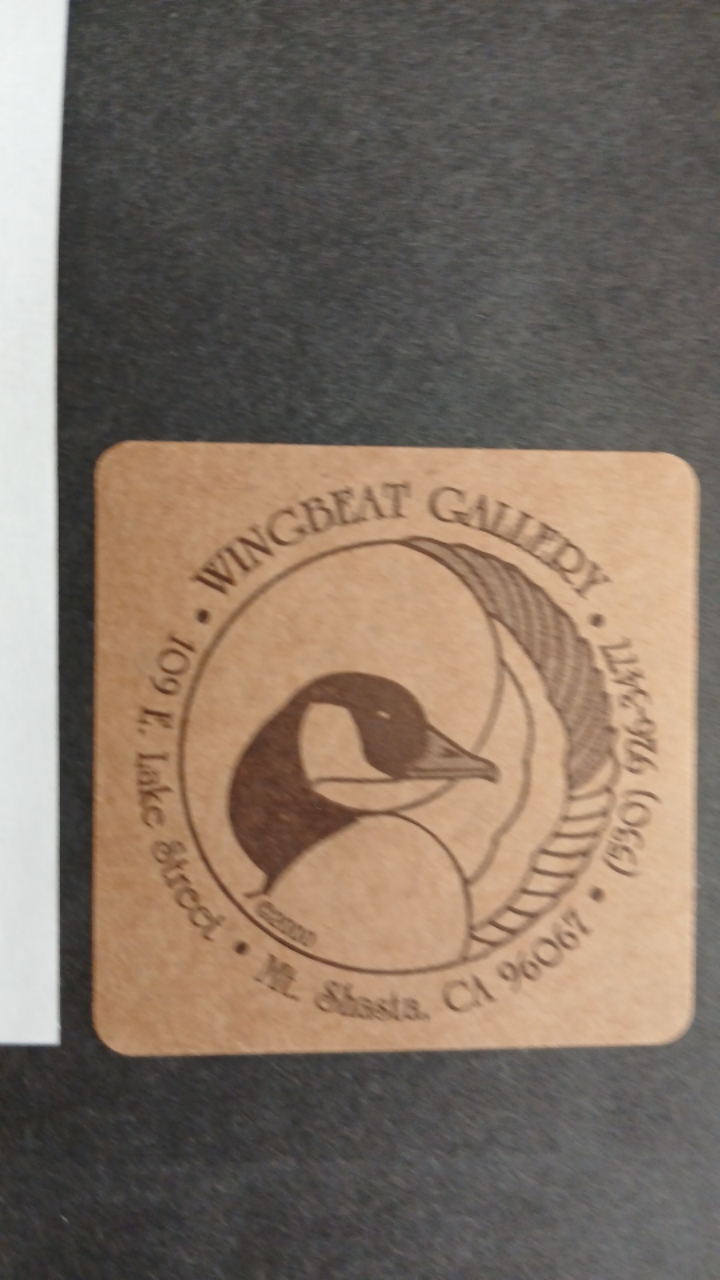 WINGBEAT GALLERY
109 E. Lake Street
Mt. Shasta, CA 96067
(530) 926-3477
©2000